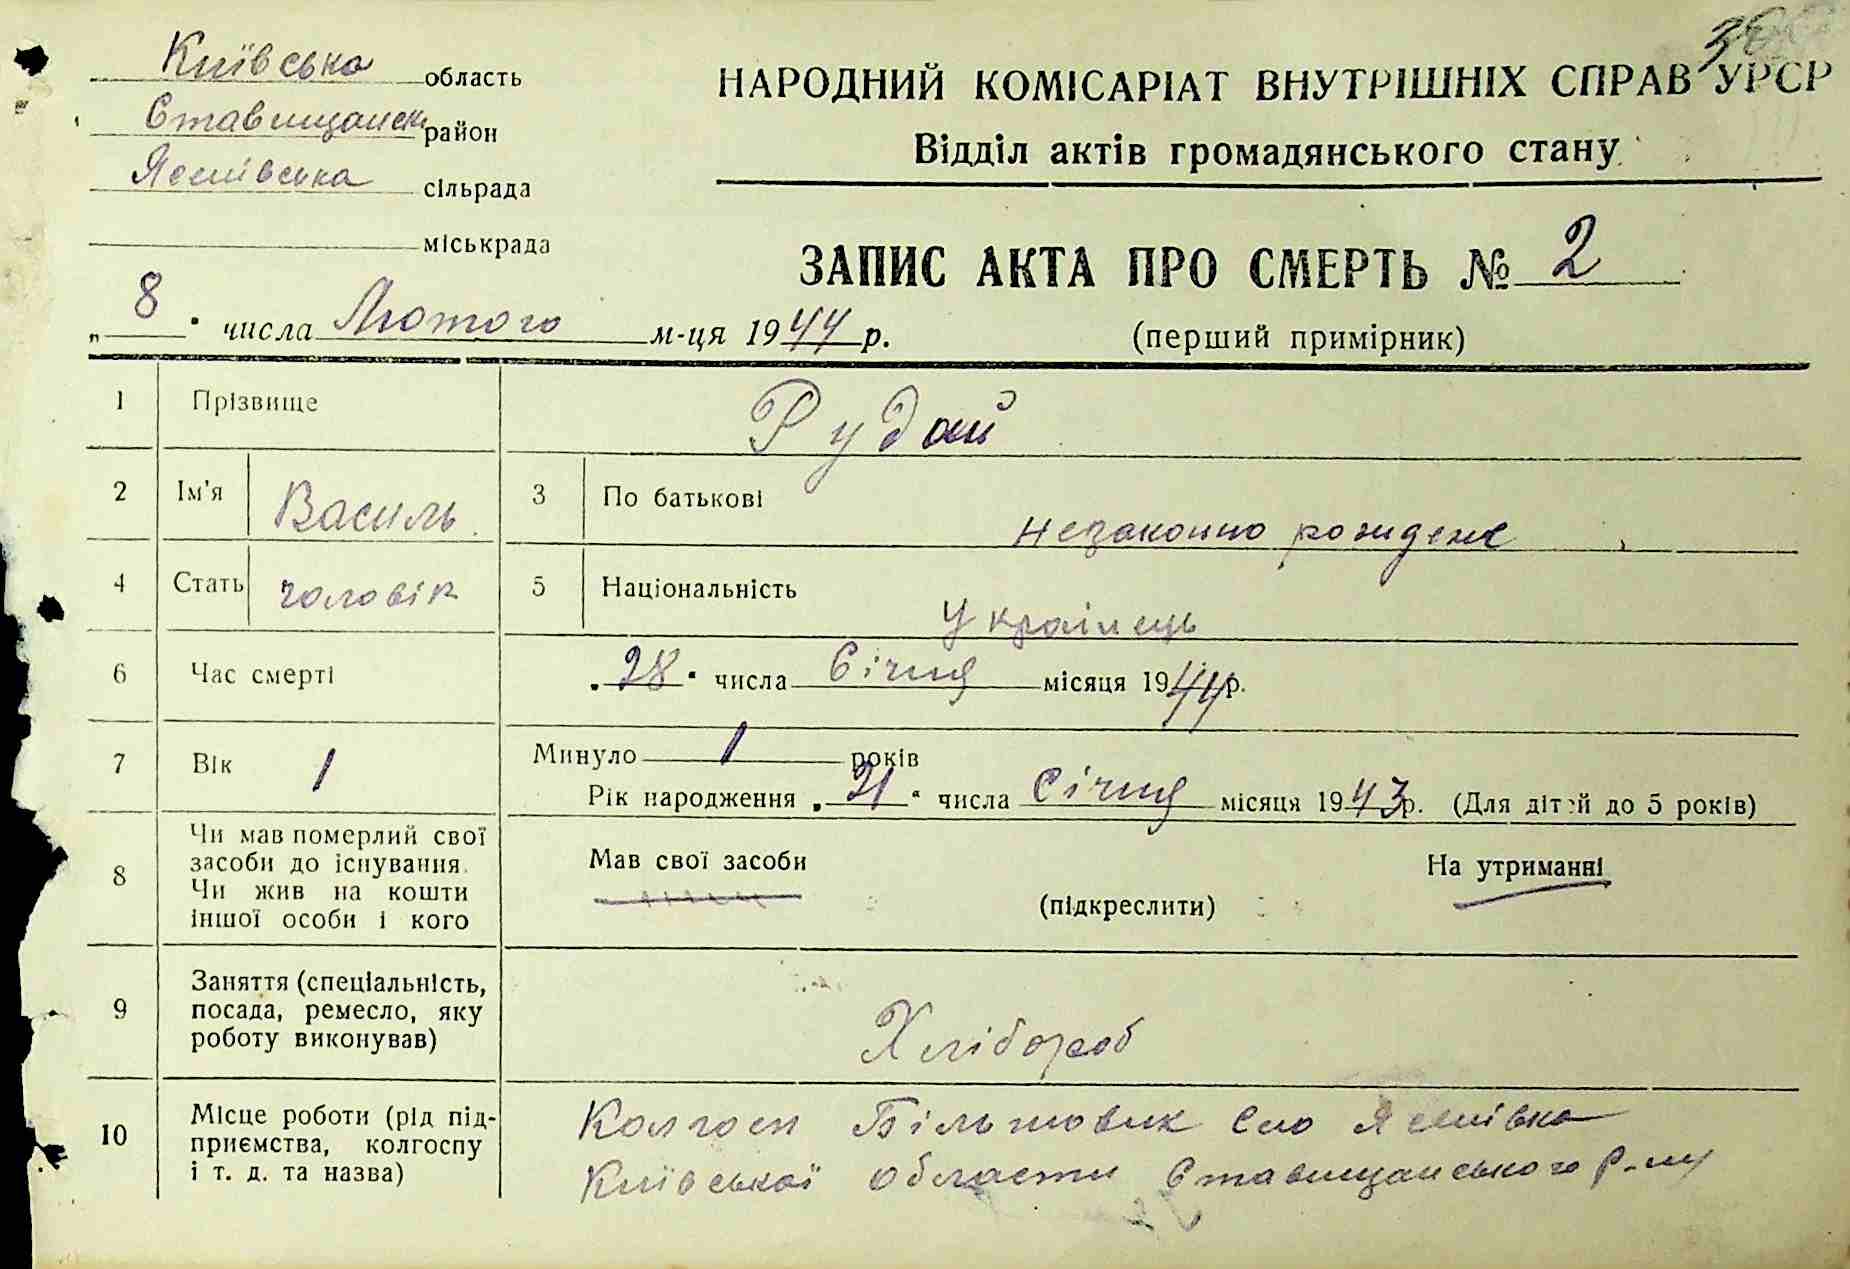 Київська область
Ставищанськ район
Яснівська сільрада
міськрада
НАРОДНИЙ КОМІСАРІАТ ВНУТРІШНІХ СПРАВ УРСР
Відділ актів громадянського стану
ЗАПИС АКТА ПРО СМЕРТЬ № 2
„8" числа Лютого м-ця 1944 р.
(перший примірник)
1 Прізвище Рудий
2 Ім'я Василь 3 По батькові незаконно рожден
4 Стать чоловік 5 Національність Українець
6 Час смерті „28" числа Січня місяця 1944 р.
7 Вік 1 Минуло 1 років
Рік народження „21" числа Січня місяця 1943 р. (Для дітей до 5 років)
8 Чи мав померлий свої
засоби до існування.
Чи жив на кошти
іншої особи і кого
Мав свої засоби
(підкреслити)
На утриманні
9 Заняття (спеціальність,
посада, ремесло, яку
роботу виконував)
Хлібороб
10 Місце роботи (рід під-
приємства, колгоспу
і т. д. та назва)
Колгосп Більшовик Сло Яснівка
Київської области Ставищанського р-ну